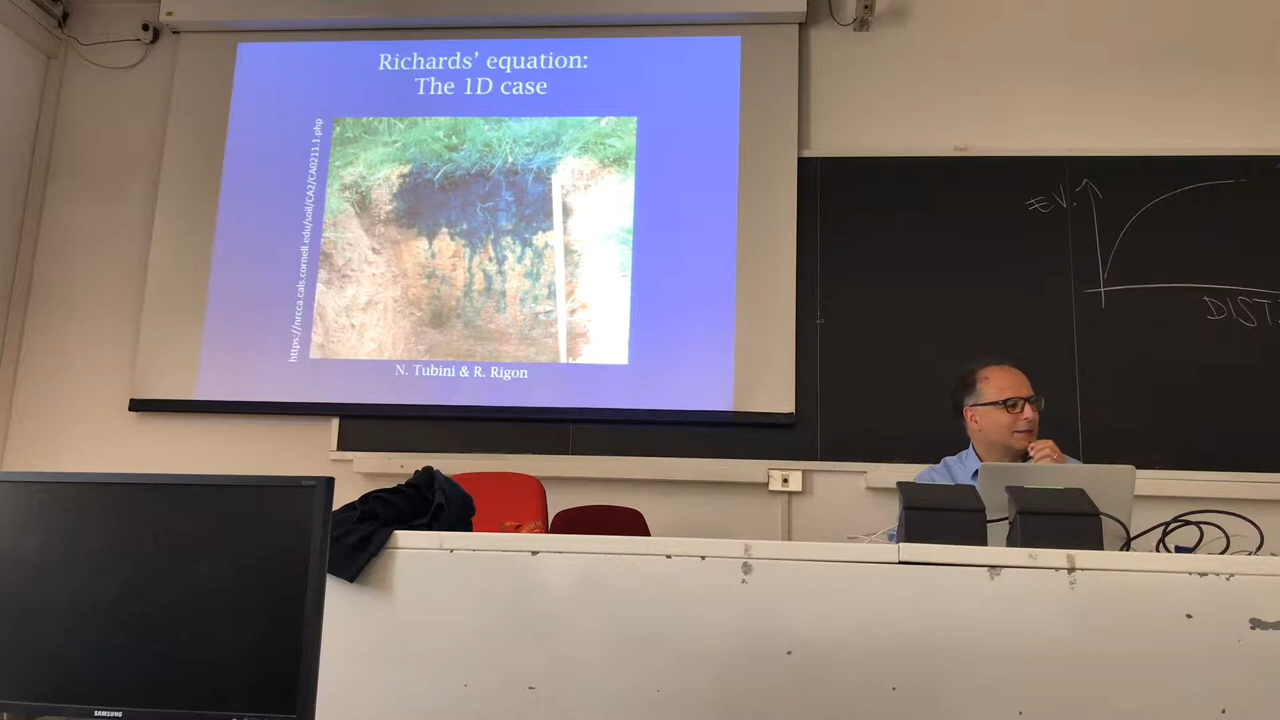 Richards' equation:
The 1D case
https://nrcca.cals.cornell.edu/soil/CA2/CA0211.1.php
N. Tubini & R. Rigon
EV.
SAMSUNG